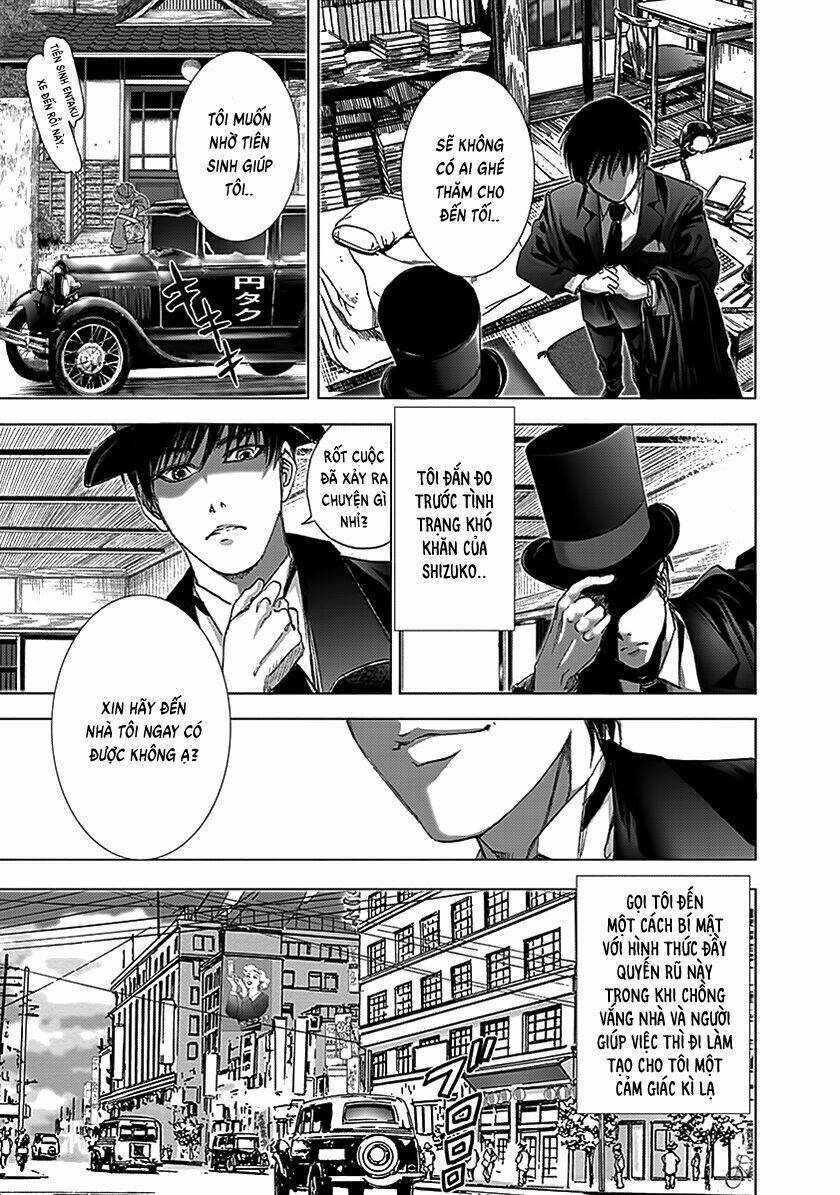 SẼ KHÔNG
CÓ AI GHÉ
THĂM CHO
ĐẾN TỐI..
TÔI MUỐN
NHỜ TIÊN
SINH GIÚP
TÔI..
TIÊN SINH ENTAKU
XE ĐẾN RỒI NÀY.
円タク
キキキ
TÔI ĐẮN ĐO
TRƯỚC TÌNH
TRẠNG KHÓ
KHĂN CỦA
SHIZUKO..
RỐT CUỘC
ĐÃ XẢY RA
CHUYỆN GÌ
NHỈ?
XIN HÃY ĐẾN
NHÀ TÔI NGAY CÓ
ĐƯỢC KHÔNG Ạ?
GỌI TÔI ĐẾN
MỘT CÁCH BÍ MẬT
VỚI HÌNH THỨC ĐẦY
QUYẾN RŨ NÀY
TRONG KHI CHỒNG
VẮNG NHÀ VÀ NGƯỜI
GIÚP VIỆC THÌ ĐI LÀM
TẠO CHO TÔI MỘT
CẢM GIÁC KÌ LẠ
ブロロロ